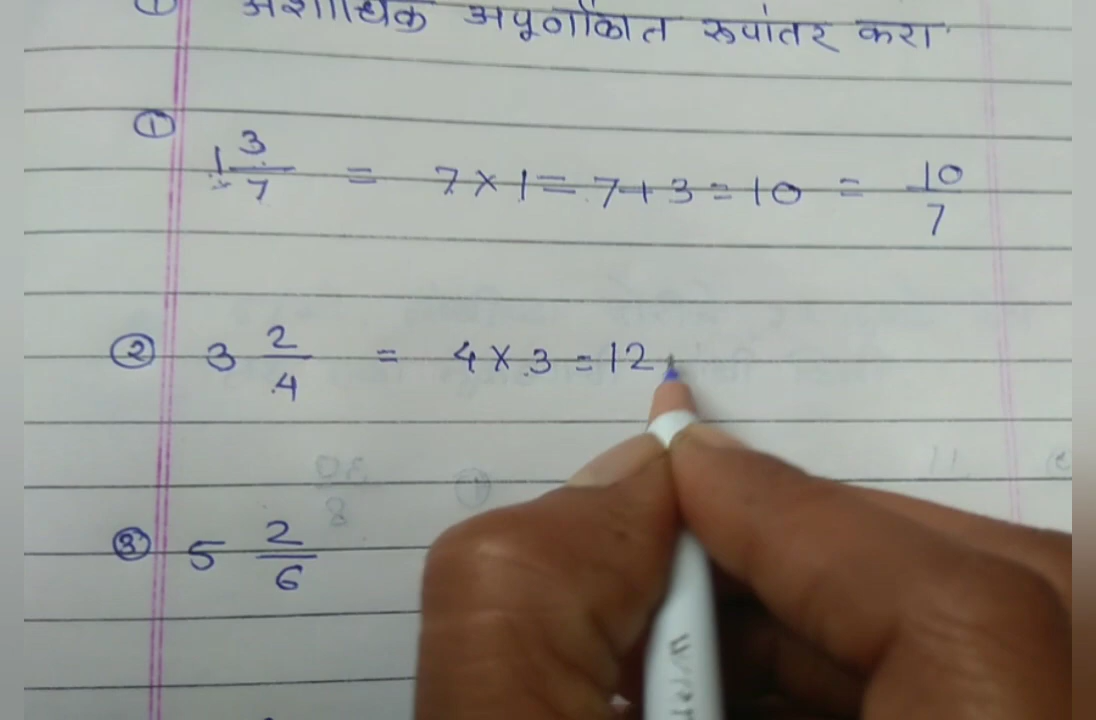 ① अंशाधिक अपूर्णांकात रूपांतर करा
① 1 3/7 = 7 × 1 = 7 + 3 = 10 = 10/7
② 3 2/4 = 4 × 3 = 12
③ 5 2/6